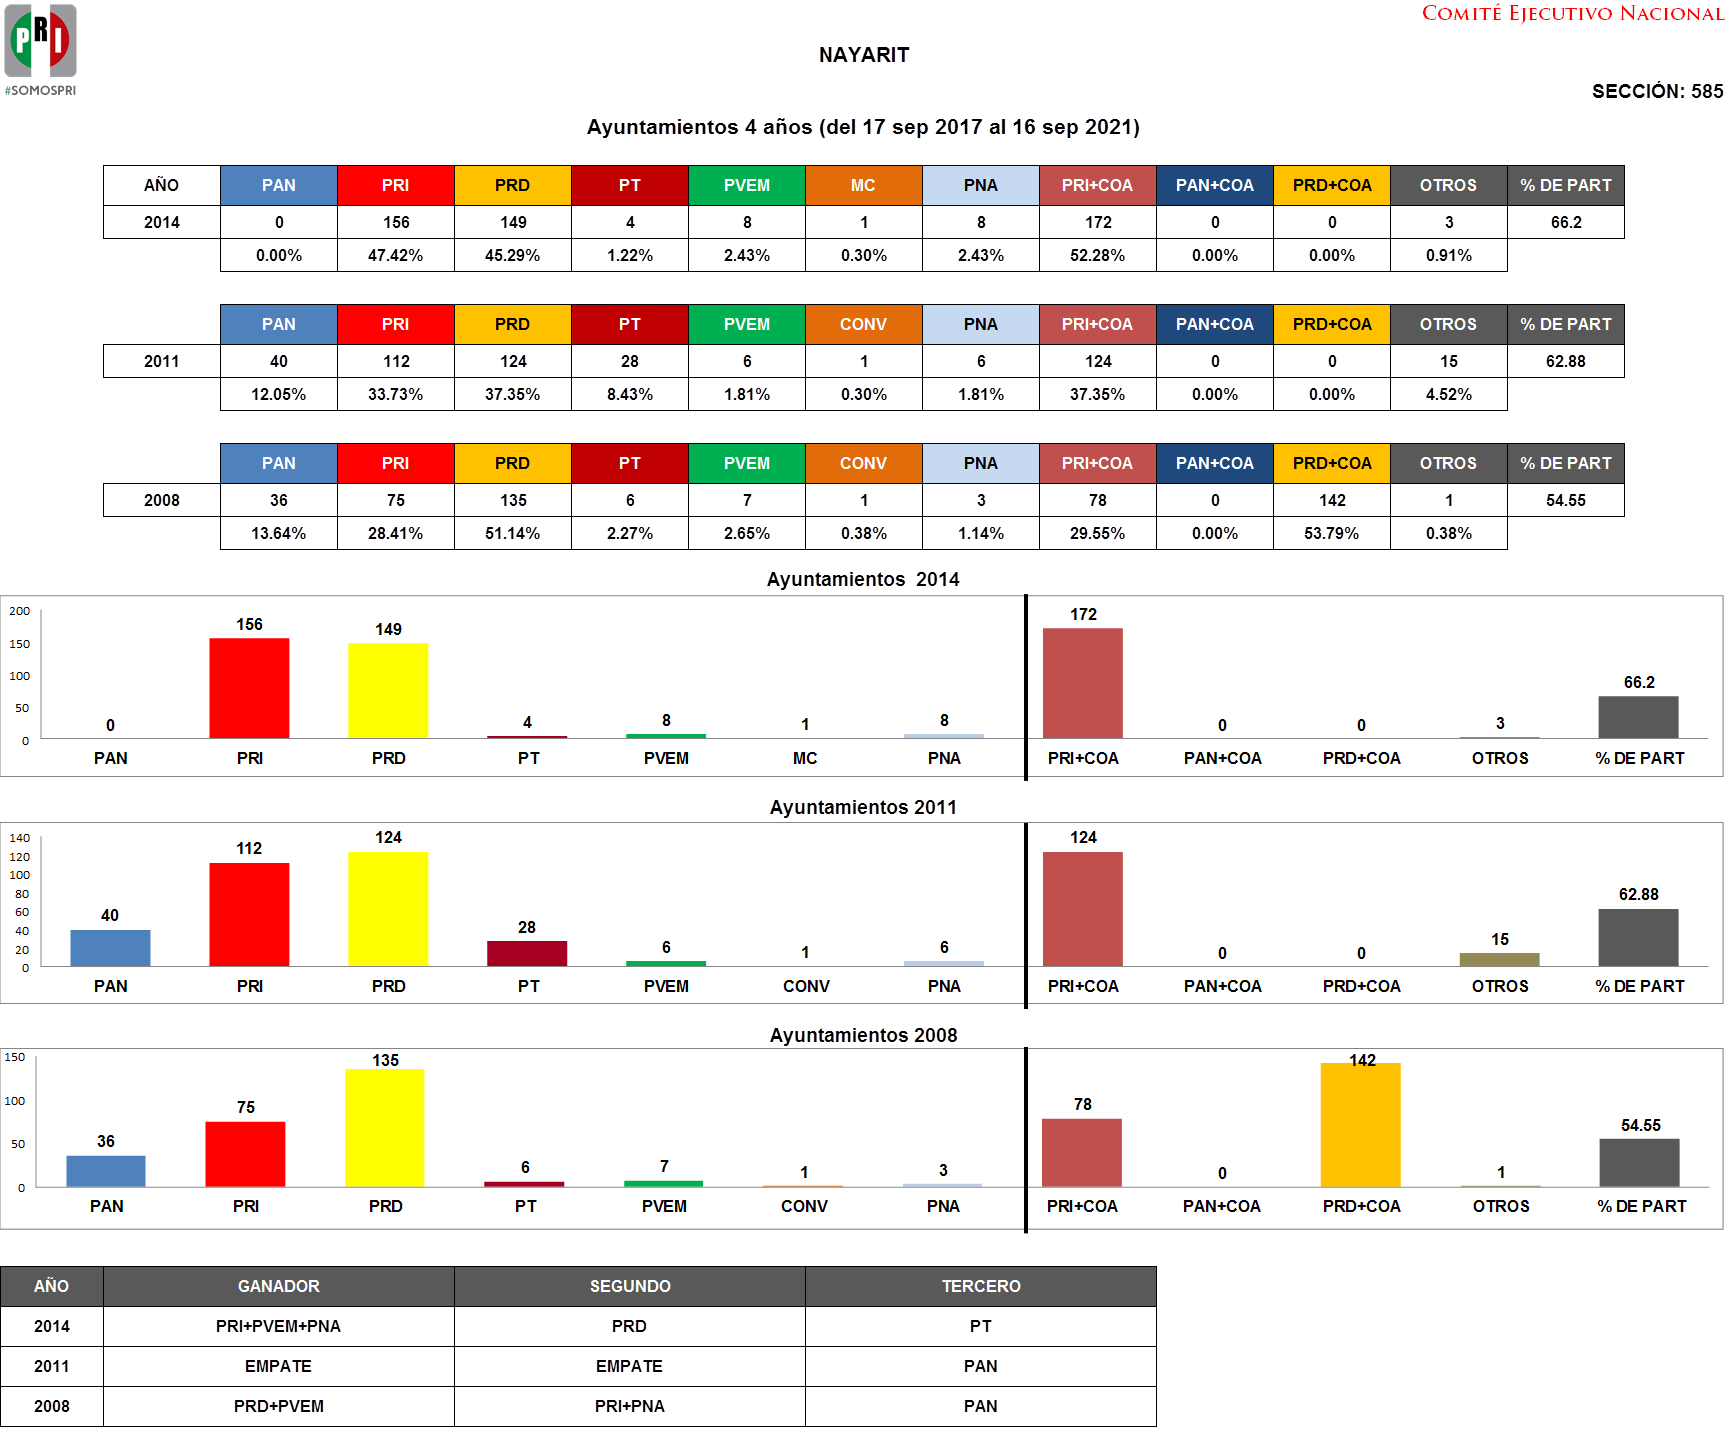 PRI
#SOMOSPRI
COMITÉ EJECUTIVO NACIONAL
NAYARIT
SECCIÓN: 585
Ayuntamientos 4 años (del 17 sep 2017 al 16 sep 2021)
AÑO PAN PRI PRD PT PVEM MC PNA PRI+COA PAN+COA PRD+COA OTROS % DE PART
2014 0 156 149 4 8 1 8 172 0 0 3 66.2
0.00% 47.42% 45.29% 1.22% 2.43% 0.30% 2.43% 52.28% 0.00% 0.00% 0.91%
PAN PRI PRD PT PVEM CONV PNA PRI+COA PAN+COA PRD+COA OTROS % DE PART
2011 40 112 124 28 6 1 6 124 0 0 15 62.88
12.05% 33.73% 37.35% 8.43% 1.81% 0.30% 1.81% 37.35% 0.00% 0.00% 4.52%
PAN PRI PRD PT PVEM CONV PNA PRI+COA PAN+COA PRD+COA OTROS % DE PART
2008 36 75 135 6 7 1 3 78 0 142 1 54.55
13.64% 28.41% 51.14% 2.27% 2.65% 0.38% 1.14% 29.55% 0.00% 53.79% 0.38%
Ayuntamientos 2014
200
150
100
50
0
0 156 149 4 8 1 8 172 0 0 3 66.2
PAN PRI PRD PT PVEM MC PNA PRI+COA PAN+COA PRD+COA OTROS % DE PART
Ayuntamientos 2011
140
120
100
80
60
40
20
0
40 112 124 28 6 1 6 124 0 0 15 62.88
PAN PRI PRD PT PVEM CONV PNA PRI+COA PAN+COA PRD+COA OTROS % DE PART
Ayuntamientos 2008
150
100
50
0
36 75 135 6 7 1 3 78 0 142 1 54.55
PAN PRI PRD PT PVEM CONV PNA PRI+COA PAN+COA PRD+COA OTROS % DE PART
AÑO GANADOR SEGUNDO TERCERO
2014 PRI+PVEM+PNA PRD PT
2011 EMPATE EMPATE PAN
2008 PRD+PVEM PRI+PNA PAN